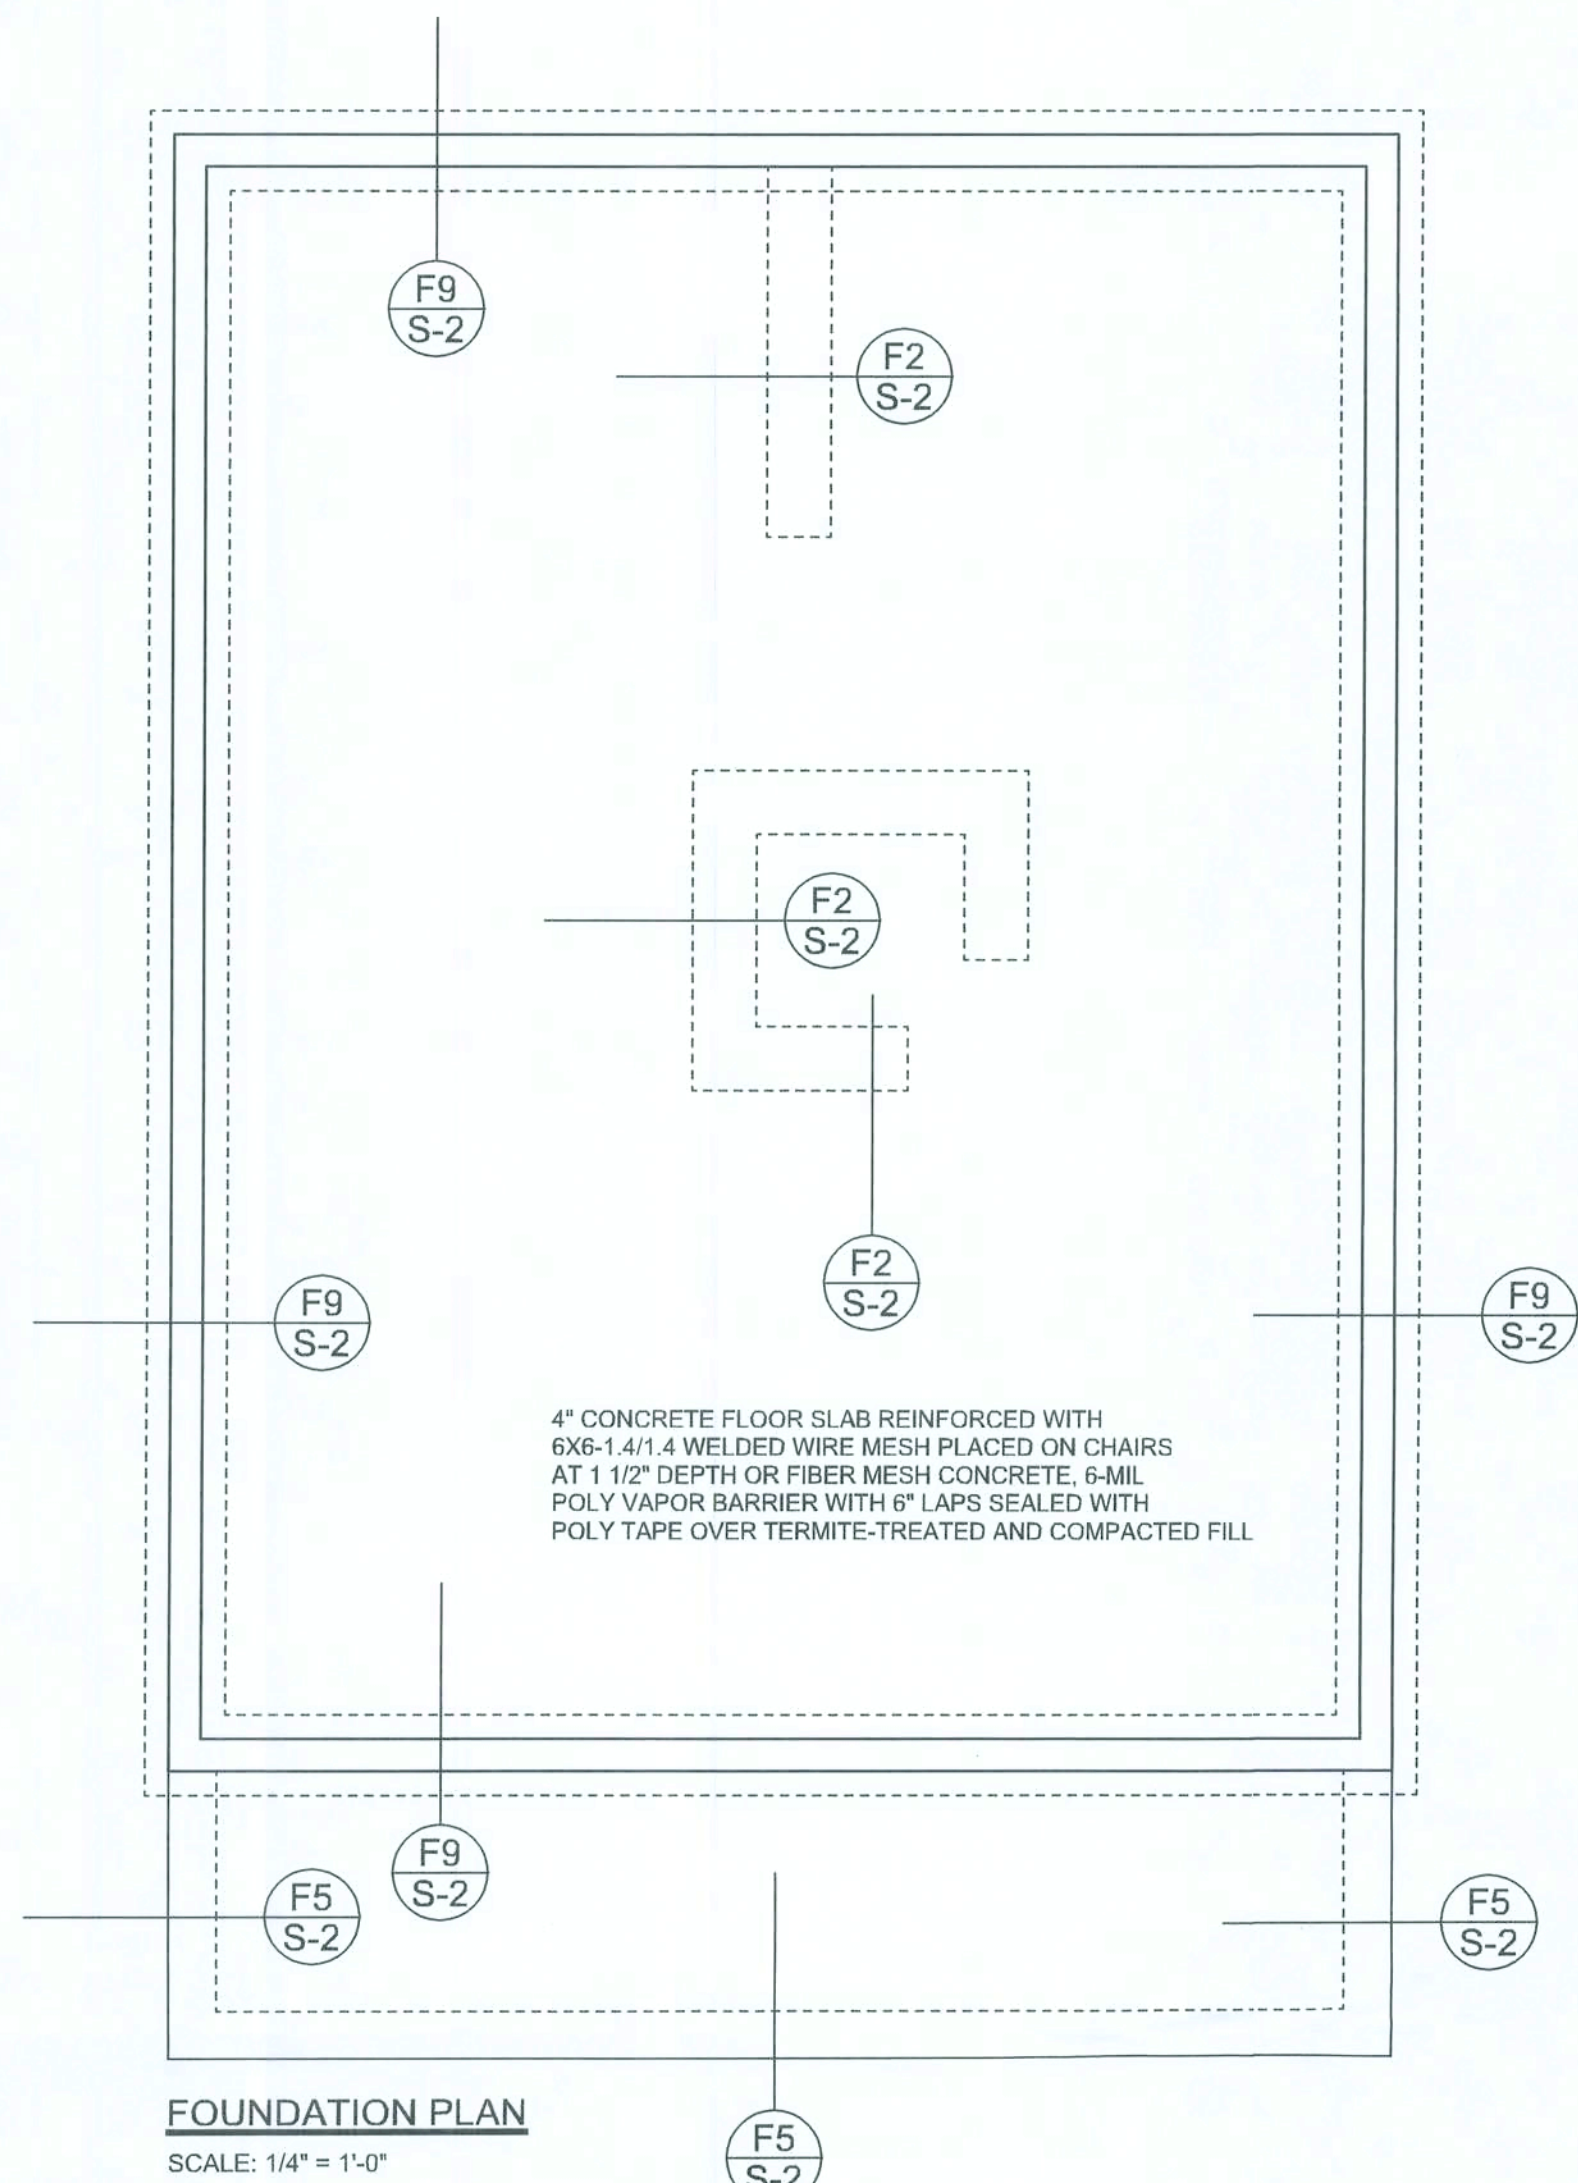 F9
S-2
F2
S-2
F2
S-2
F2
S-2
F9
S-2
F9
S-2
4" CONCRETE FLOOR SLAB REINFORCED WITH
6X6-1.4/1.4 WELDED WIRE MESH PLACED ON CHAIRS
AT 1 1/2" DEPTH OR FIBER MESH CONCRETE, 6-MIL
POLY VAPOR BARRIER WITH 6" LAPS SEALED WITH
POLY TAPE OVER TERMITE-TREATED AND COMPACTED FILL
F9
S-2
F5
S-2
F5
S-2
FOUNDATION PLAN
SCALE: 1/4" = 1'-0"
F5
S-2